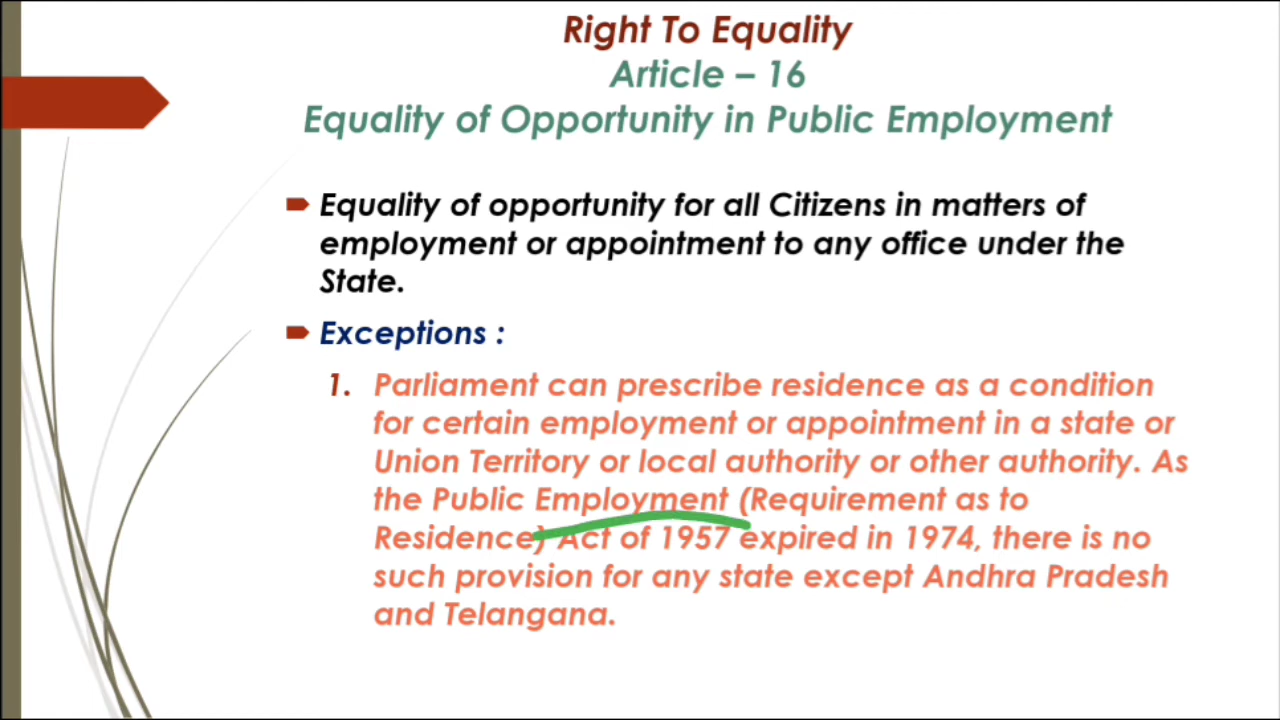 Right To Equality
Article – 16
Equality of Opportunity in Public Employment
Equality of opportunity for all Citizens in matters of
employment or appointment to any office under the
State.
Exceptions :
1. Parliament can prescribe residence as a condition
for certain employment or appointment in a state or
Union Territory or local authority or other authority. As
the Public Employment (Requirement as to
Residence) Act of 1957 expired in 1974, there is no
such provision for any state except Andhra Pradesh
and Telangana.